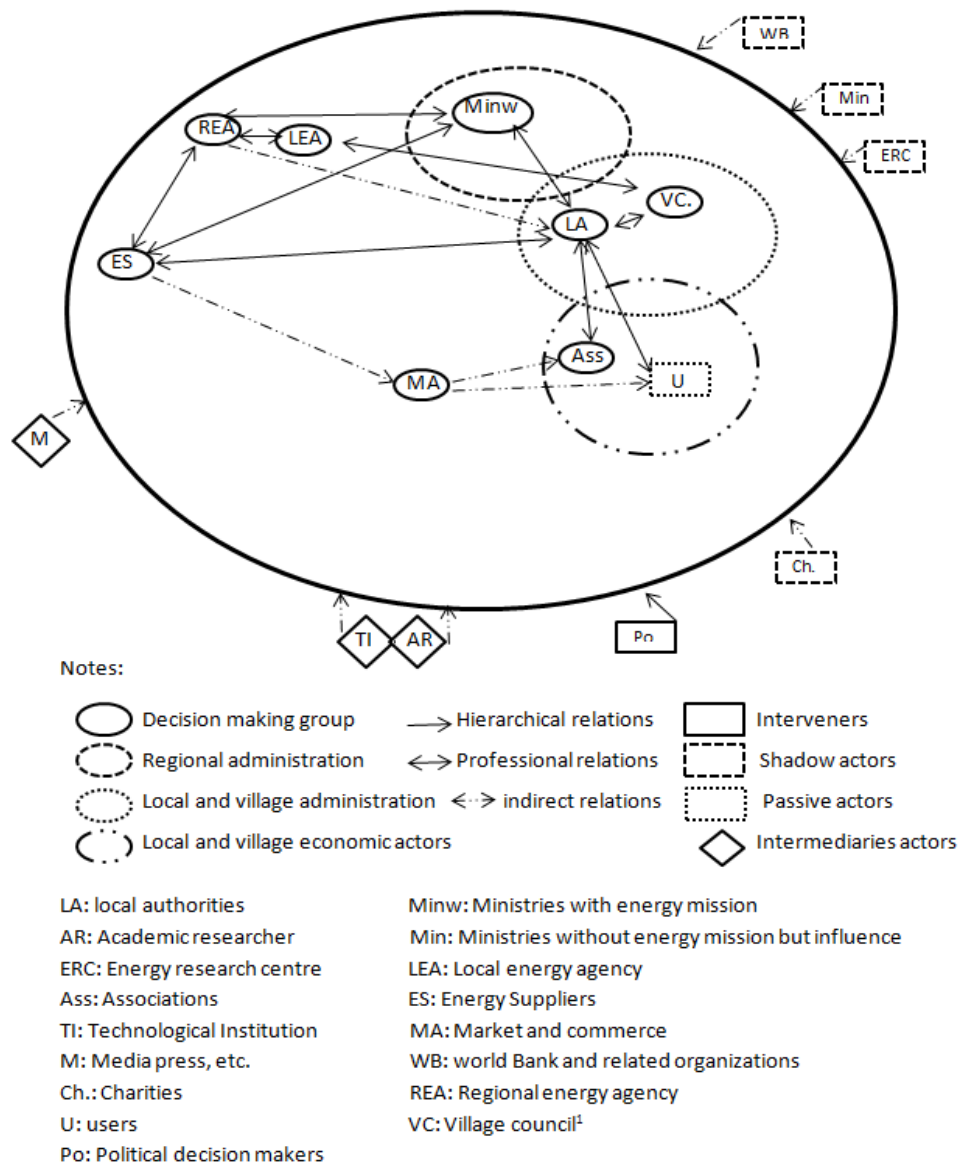 WB
Min
ERC
Minw
REA
LEA
VC.
LA
ES
Ass
MA
U
M
Ch.
TI
AR
Po
Notes:
Decision making group
Hierarchical relations
Interveners
Regional administration
Professional relations
Shadow actors
Local and village administration
indirect relations
Passive actors
Local and village economic actors
Intermediaries actors
LA: local authorities
Minw: Ministries with energy mission
AR: Academic researcher
Min: Ministries without energy mission but influence
ERC: Energy research centre
LEA: Local energy agency
Ass: Associations
ES: Energy Suppliers
TI: Technological Institution
MA: Market and commerce
M: Media press, etc.
WB: world Bank and related organizations
Ch.: Charities
REA: Regional energy agency
U: users
VC: Village council¹
Po: Political decision makers